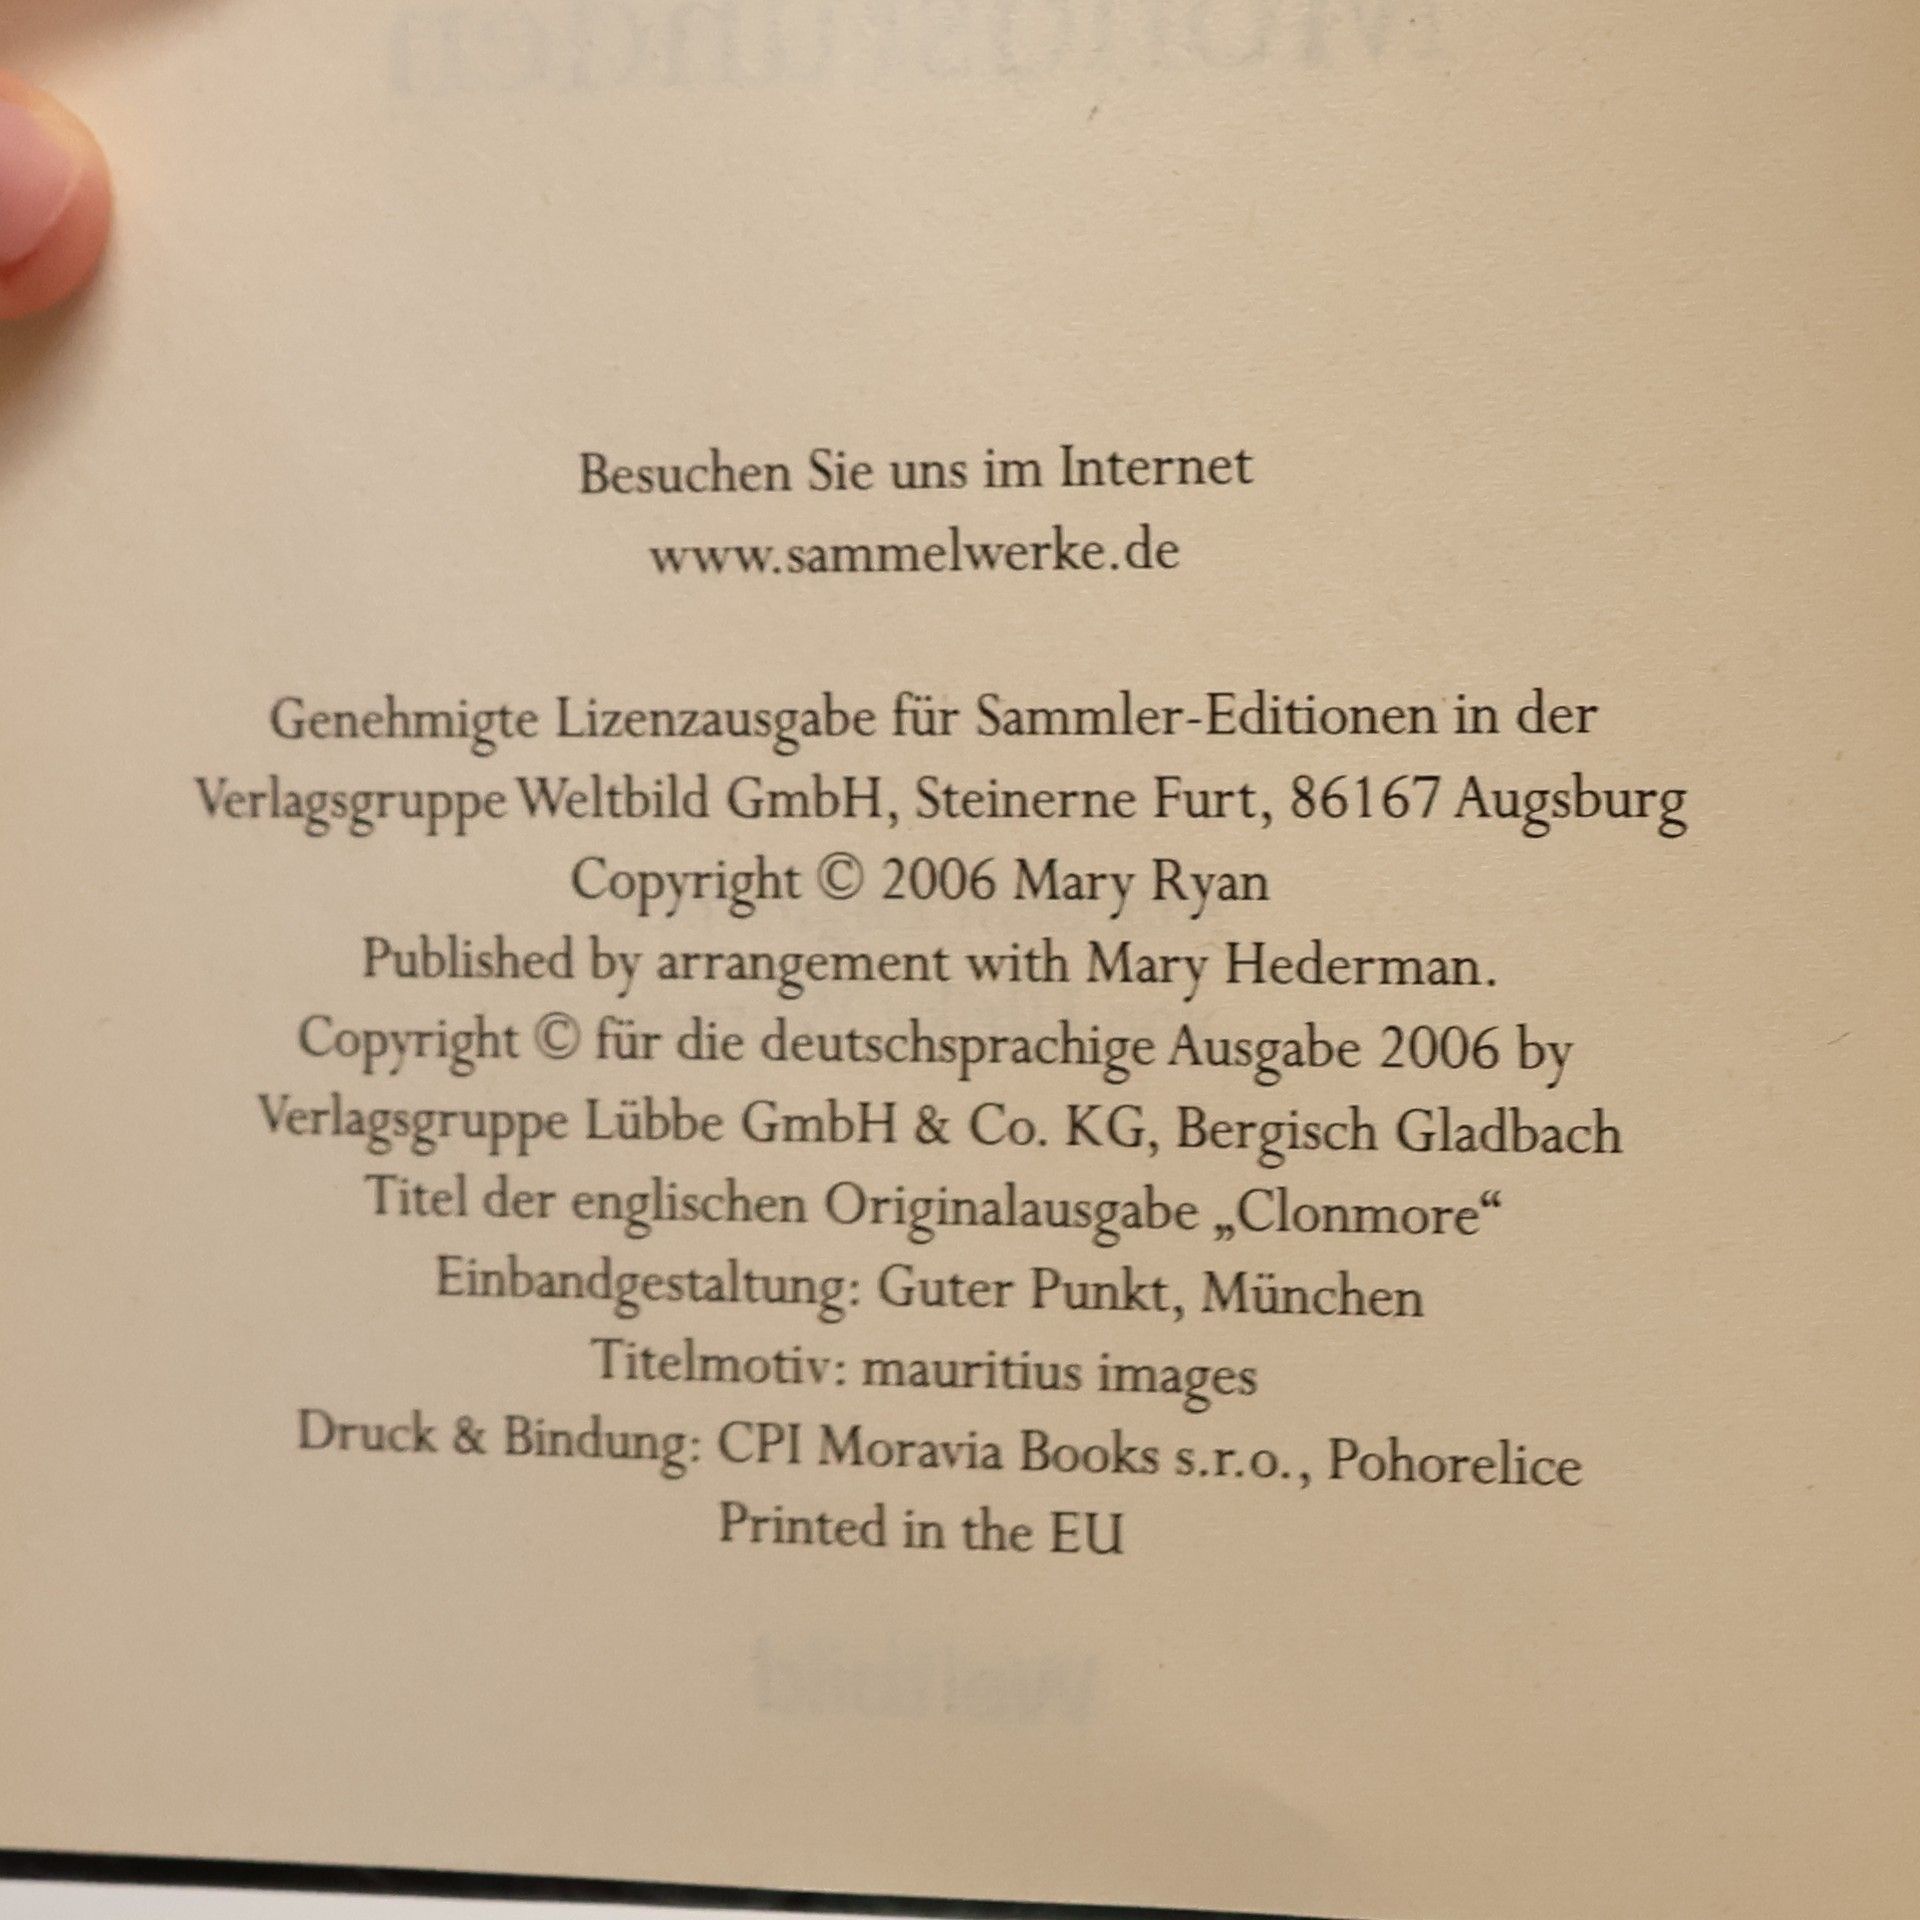 Besuchen Sie uns im Internet
www.sammelwerke.de
Genehmigte Lizenzausgabe für Sammler-Editionen in der
Verlagsgruppe Weltbild GmbH, Steinerne Furt, 86167 Augsburg
Copyright © 2006 Mary Ryan
Published by arrangement with Mary Hederman.
Copyright © für die deutschsprachige Ausgabe 2006 by
Verlagsgruppe Lübbe GmbH & Co. KG, Bergisch Gladbach
Titel der englischen Originalausgabe „Clonmore“
Einbandgestaltung: Guter Punkt, München
Titelmotiv: mauritius images
Druck & Bindung: CPI Moravia Books s.r.o., Pohorelice
Printed in the EU